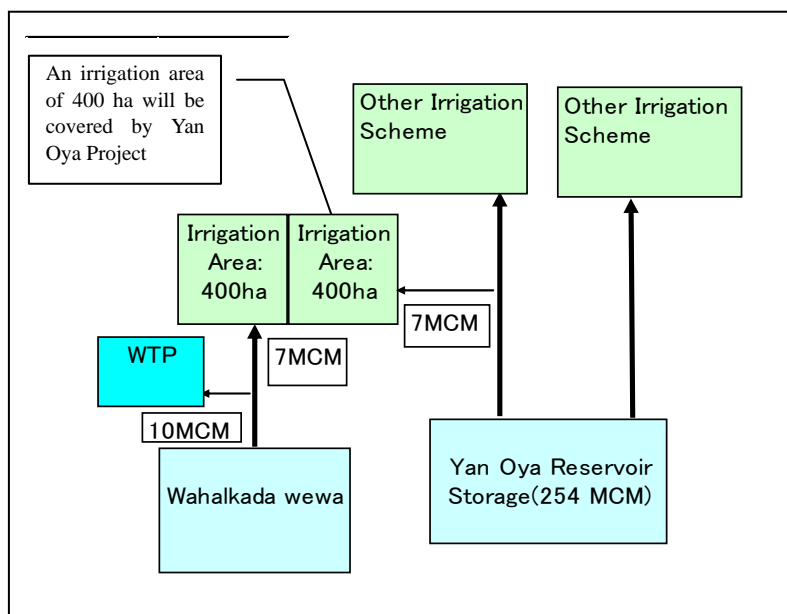 An irrigation area
of 400 ha will be
covered by Yan
Oya Project
Other Irrigation
Scheme
Other Irrigation
Scheme
Irrigation
Area:
400ha
Irrigation
Area:
400ha
7MCM
WTP
7MCM
10MCM
Wahalkada wewa
Yan Oya Reservoir
Storage(254 MCM)